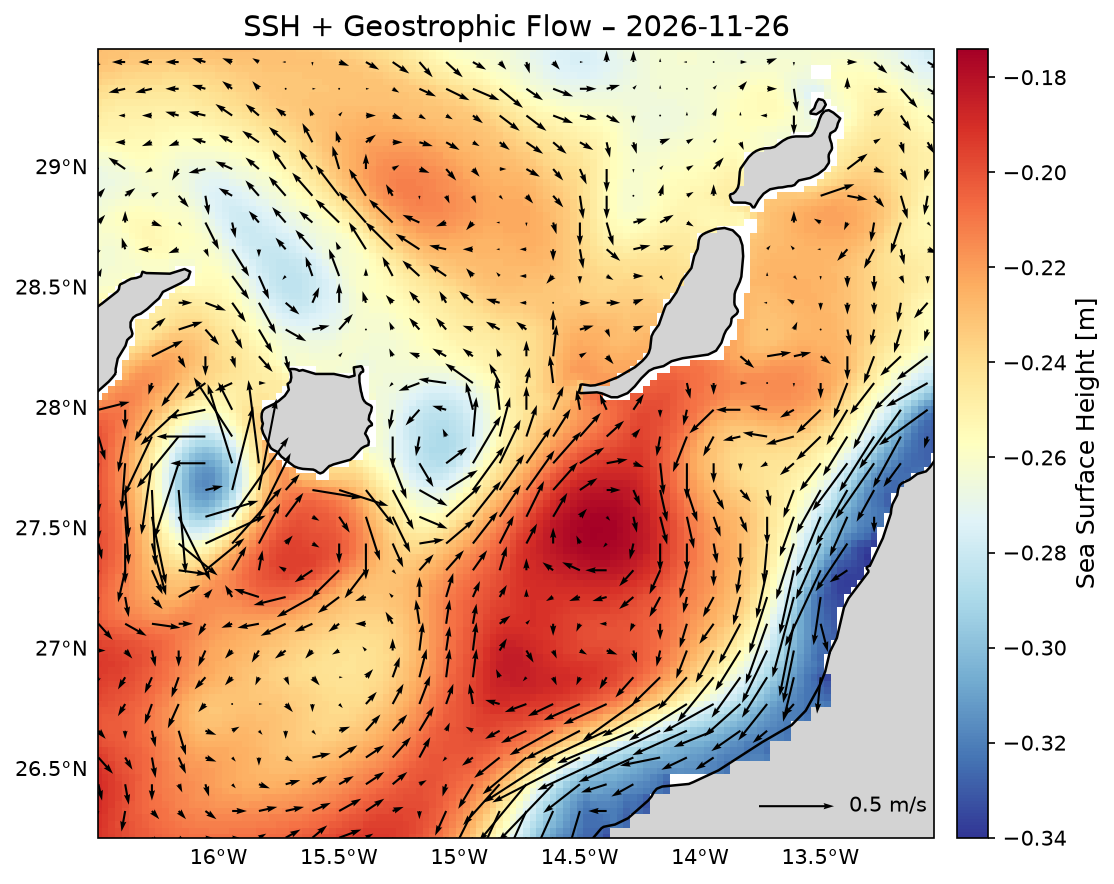 SSH + Geostrophic Flow – 2026-11-26
29°N
28.5°N
28°N
27.5°N
27°N
26.5°N
16°W
15.5°W
15°W
14.5°W
14°W
13.5°W
0.5 m/s
−0.18
−0.20
−0.22
−0.24
−0.26
−0.28
−0.30
−0.32
−0.34
Sea Surface Height [m]